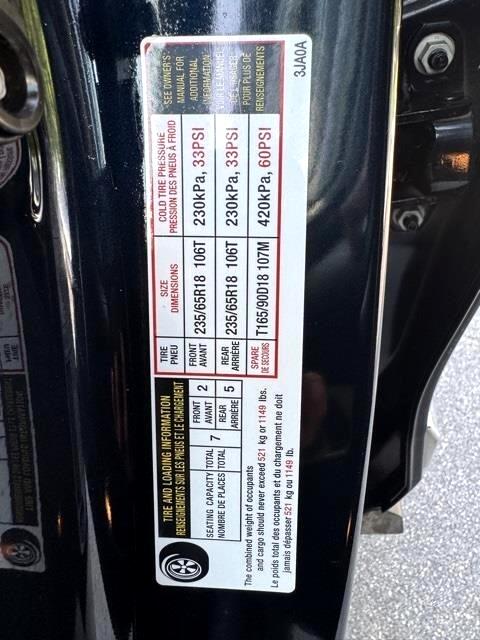 TIRE AND LOADING INFORMATION
RENSEIGNEMENTS SUR LES PNEUS ET LE CHARGEMENT
SEATING CAPACITY TOTAL 7 FRONT 2 REAR 5
NOMBRE DE PLACES TOTAL AVANT ARRIÈRE
The combined weight of occupants
and cargo should never exceed 521 kg or 1149 lbs.
Le poids total des occupants et du chargement ne doit
jamais dépasser 521 kg ou 1149 lb.
TIRE SIZE COLD TIRE PRESSURE
PNEU DIMENSIONS PRESSION DES PNEUS À FROID
FRONT
AVANT 235/65R18 106T 230kPa, 33PSI
REAR
ARRIÈRE 235/65R18 106T 230kPa, 33PSI
SPARE
DE SECOURS T165/90D18 107M 420kPa, 60PSI
SEE OWNER'S
MANUAL FOR
ADDITIONAL
INFORMATION
POUR PLUS DE
RENSEIGNEMENTS
3JA0A